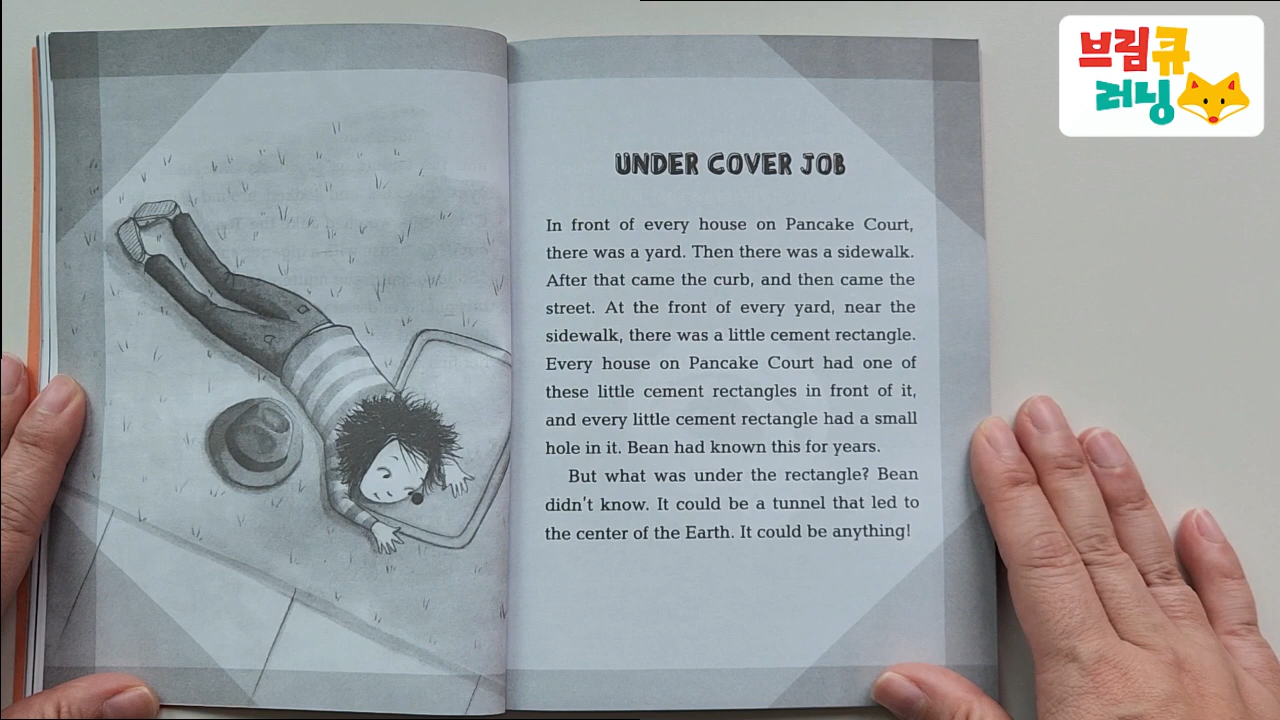 브림큐
러닝
UNDER COVER JOB
In front of every house on Pancake Court,
there was a yard. Then there was a sidewalk.
After that came the curb, and then came the
street. At the front of every yard, near the
sidewalk, there was a little cement rectangle.
Every house on Pancake Court had one of
these little cement rectangles in front of it,
and every little cement rectangle had a small
hole in it. Bean had known this for years.
But what was under the rectangle? Bean
didn't know. It could be a tunnel that led to
the center of the Earth. It could be anything!